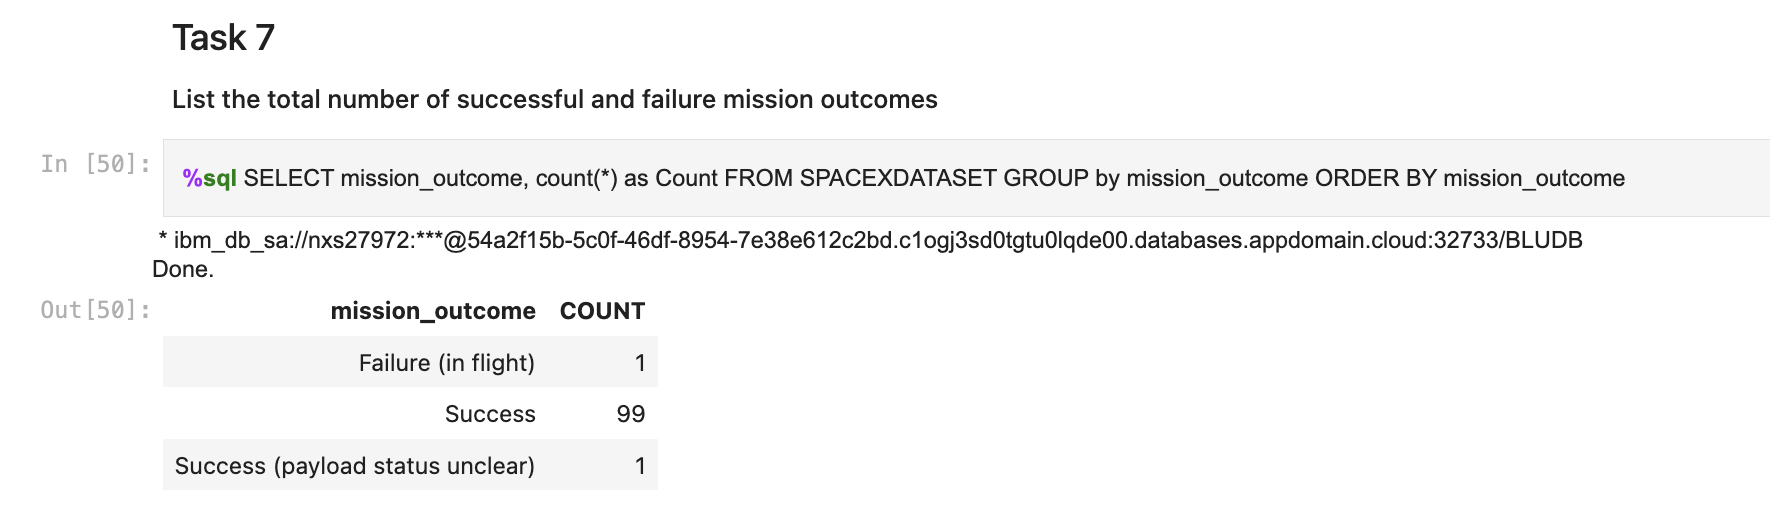 Task 7
List the total number of successful and failure mission outcomes
In [50]:
%sql SELECT mission_outcome, count(*) as Count FROM SPACEXDATASET GROUP by mission_outcome ORDER BY mission_outcome
* ibm_db_sa://nxs27972:***@54a2f15b-5c0f-46df-8954-7e38e612c2bd.c1ogj3sd0tgtu0lqde00.databases.appdomain.cloud:32733/BLUDB
Done.
Out[50]:
mission_outcome COUNT
Failure (in flight) 1
Success 99
Success (payload status unclear) 1